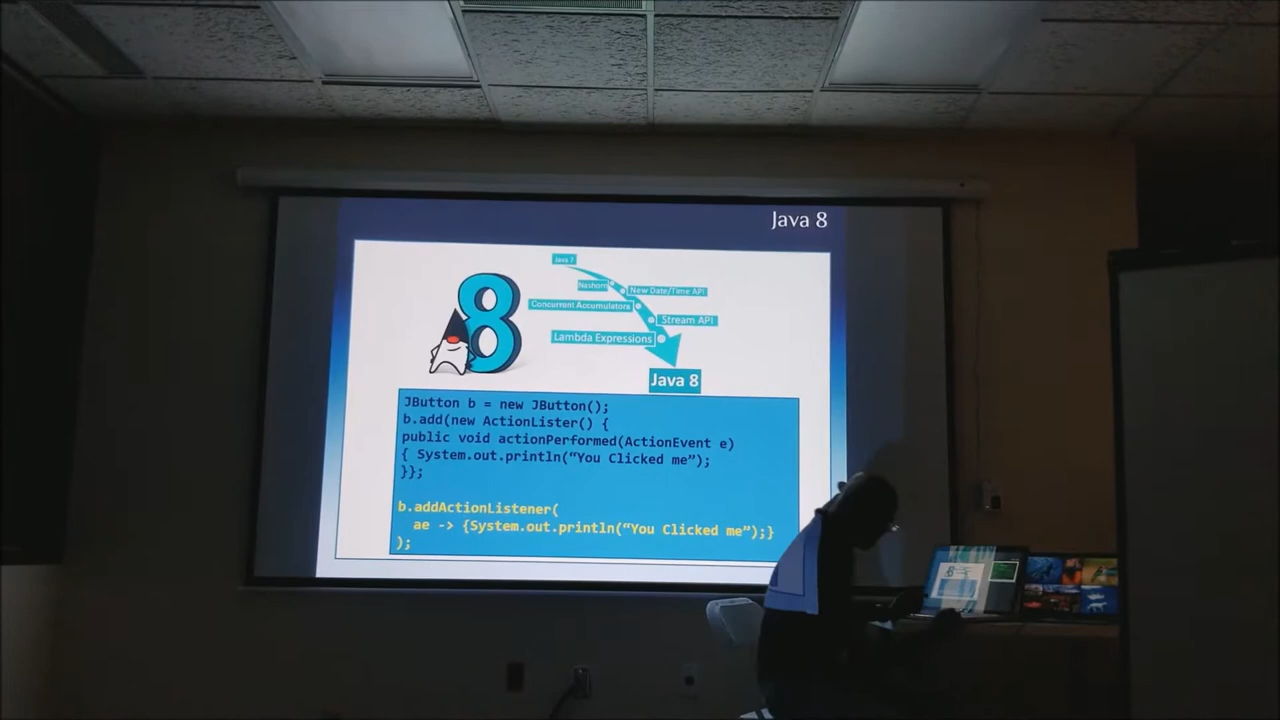 Java 8
8
Java 7
Nashorn
New Date/Time API
Concurrent Accumulators
Stream API
Lambda Expressions
Java 8
JButton b = new JButton();
b.add(new ActionLister() {
public void actionPerformed(ActionEvent e)
{ System.out.println(“You Clicked me”);
}};
b.addActionListener(
ae -> {System.out.println(“You Clicked me”);}
);